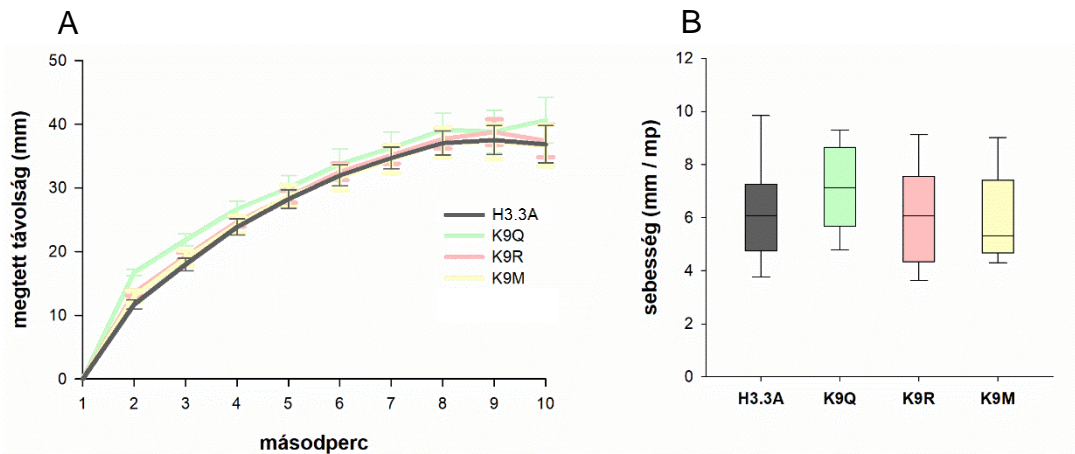 A
megtett távolság (mm)
50
40
30
20
10
0
H3.3A
K9Q
K9R
K9M
1 2 3 4 5 6 7 8 9 10
másodperc
B
sebesség (mm / mp)
12
10
8
6
4
2
0
H3.3A K9Q K9R K9M